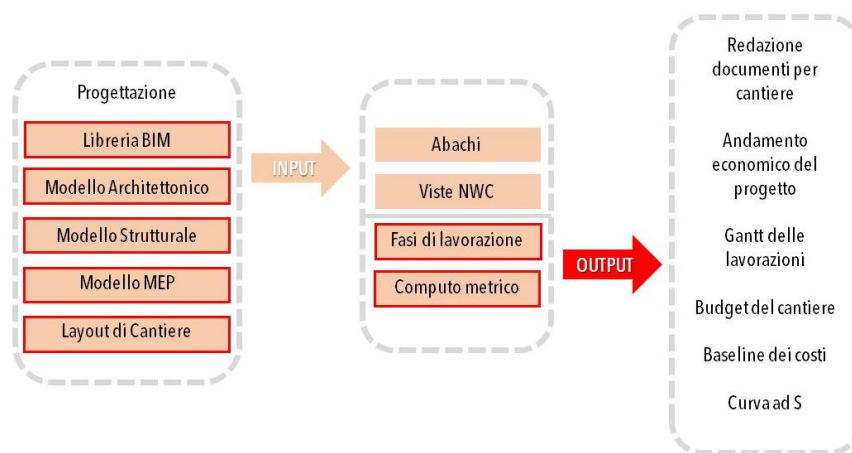 Progettazione
Libreria BIM
Modello Architettonico
Modello Strutturale
Modello MEP
Layout di Cantiere
INPUT
Abachi
Viste NWC
Fasi di lavorazione
Computo metrico
OUTPUT
Redazione
documenti per
cantiere
Andamento
economico del
progetto
Gantt delle
lavorazioni
Budget del cantiere
Baseline dei costi
Curva ad S